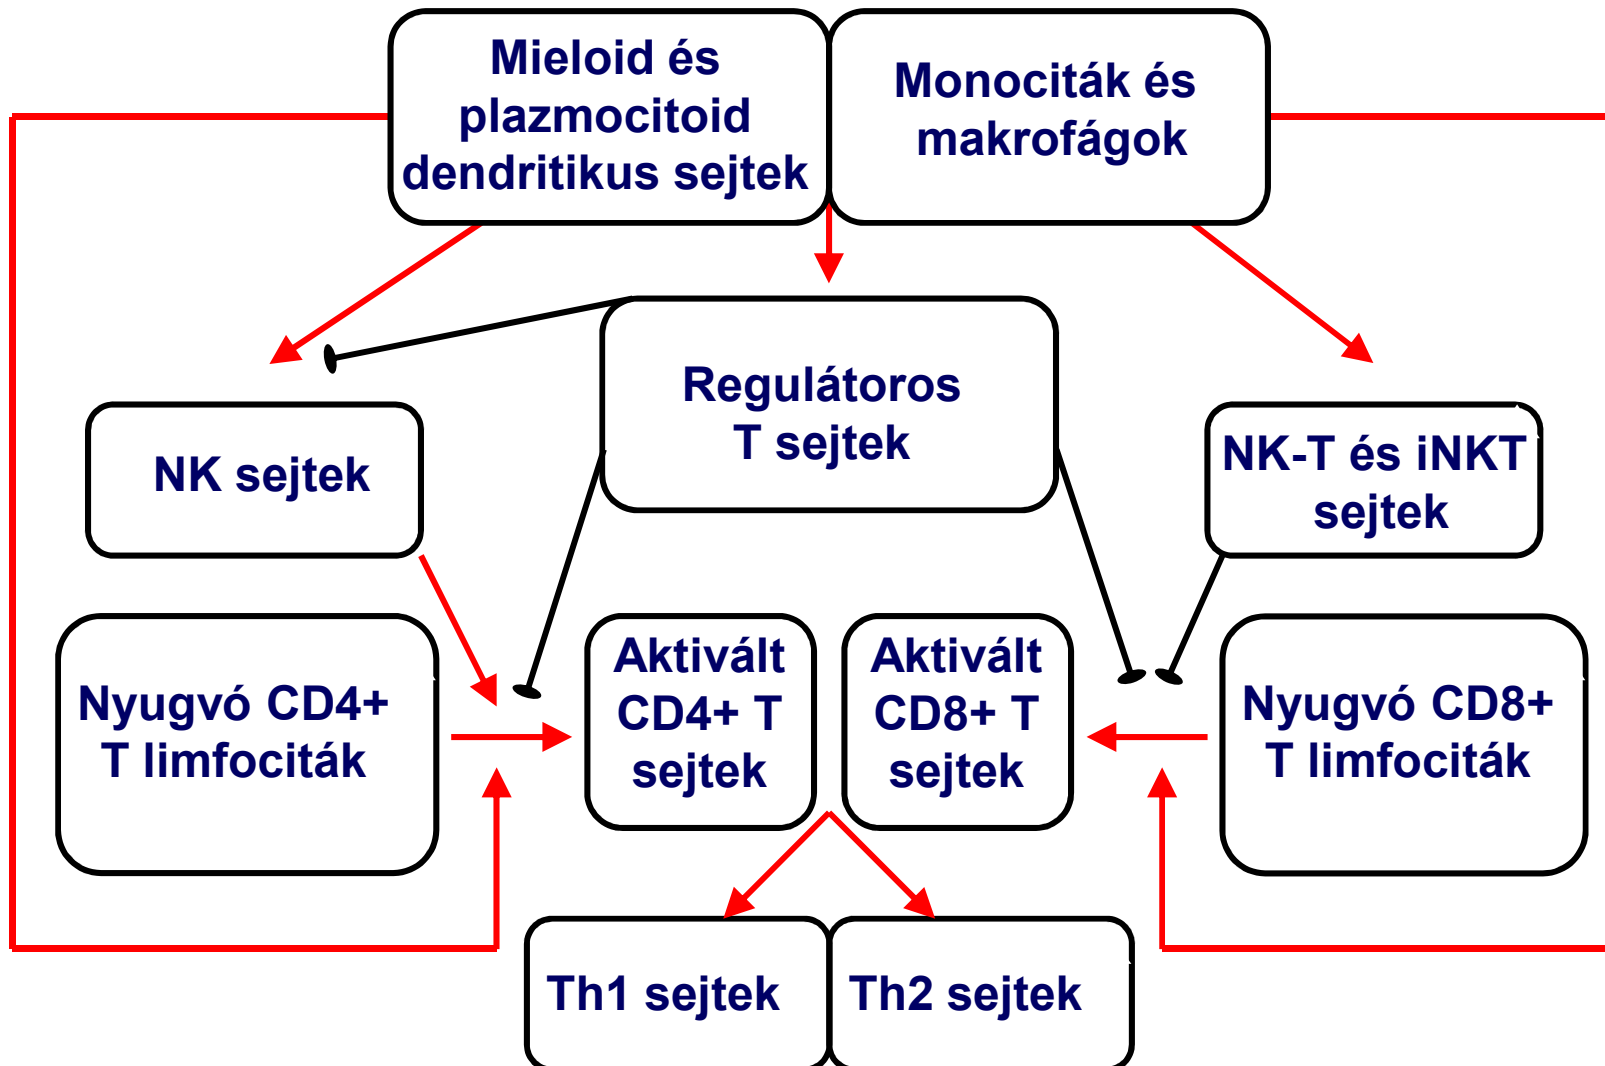 Mieloid és
plazmocitoid
dendritikus sejtek
Monociták és
makrofágok
Regulátoros
T sejtek
NK sejtek
NK-T és iNKT
sejtek
Nyugvó CD4+
T limfociták
Aktivált
CD4+ T
sejtek
Aktivált
CD8+ T
sejtek
Nyugvó CD8+
T limfociták
Th1 sejtek
Th2 sejtek